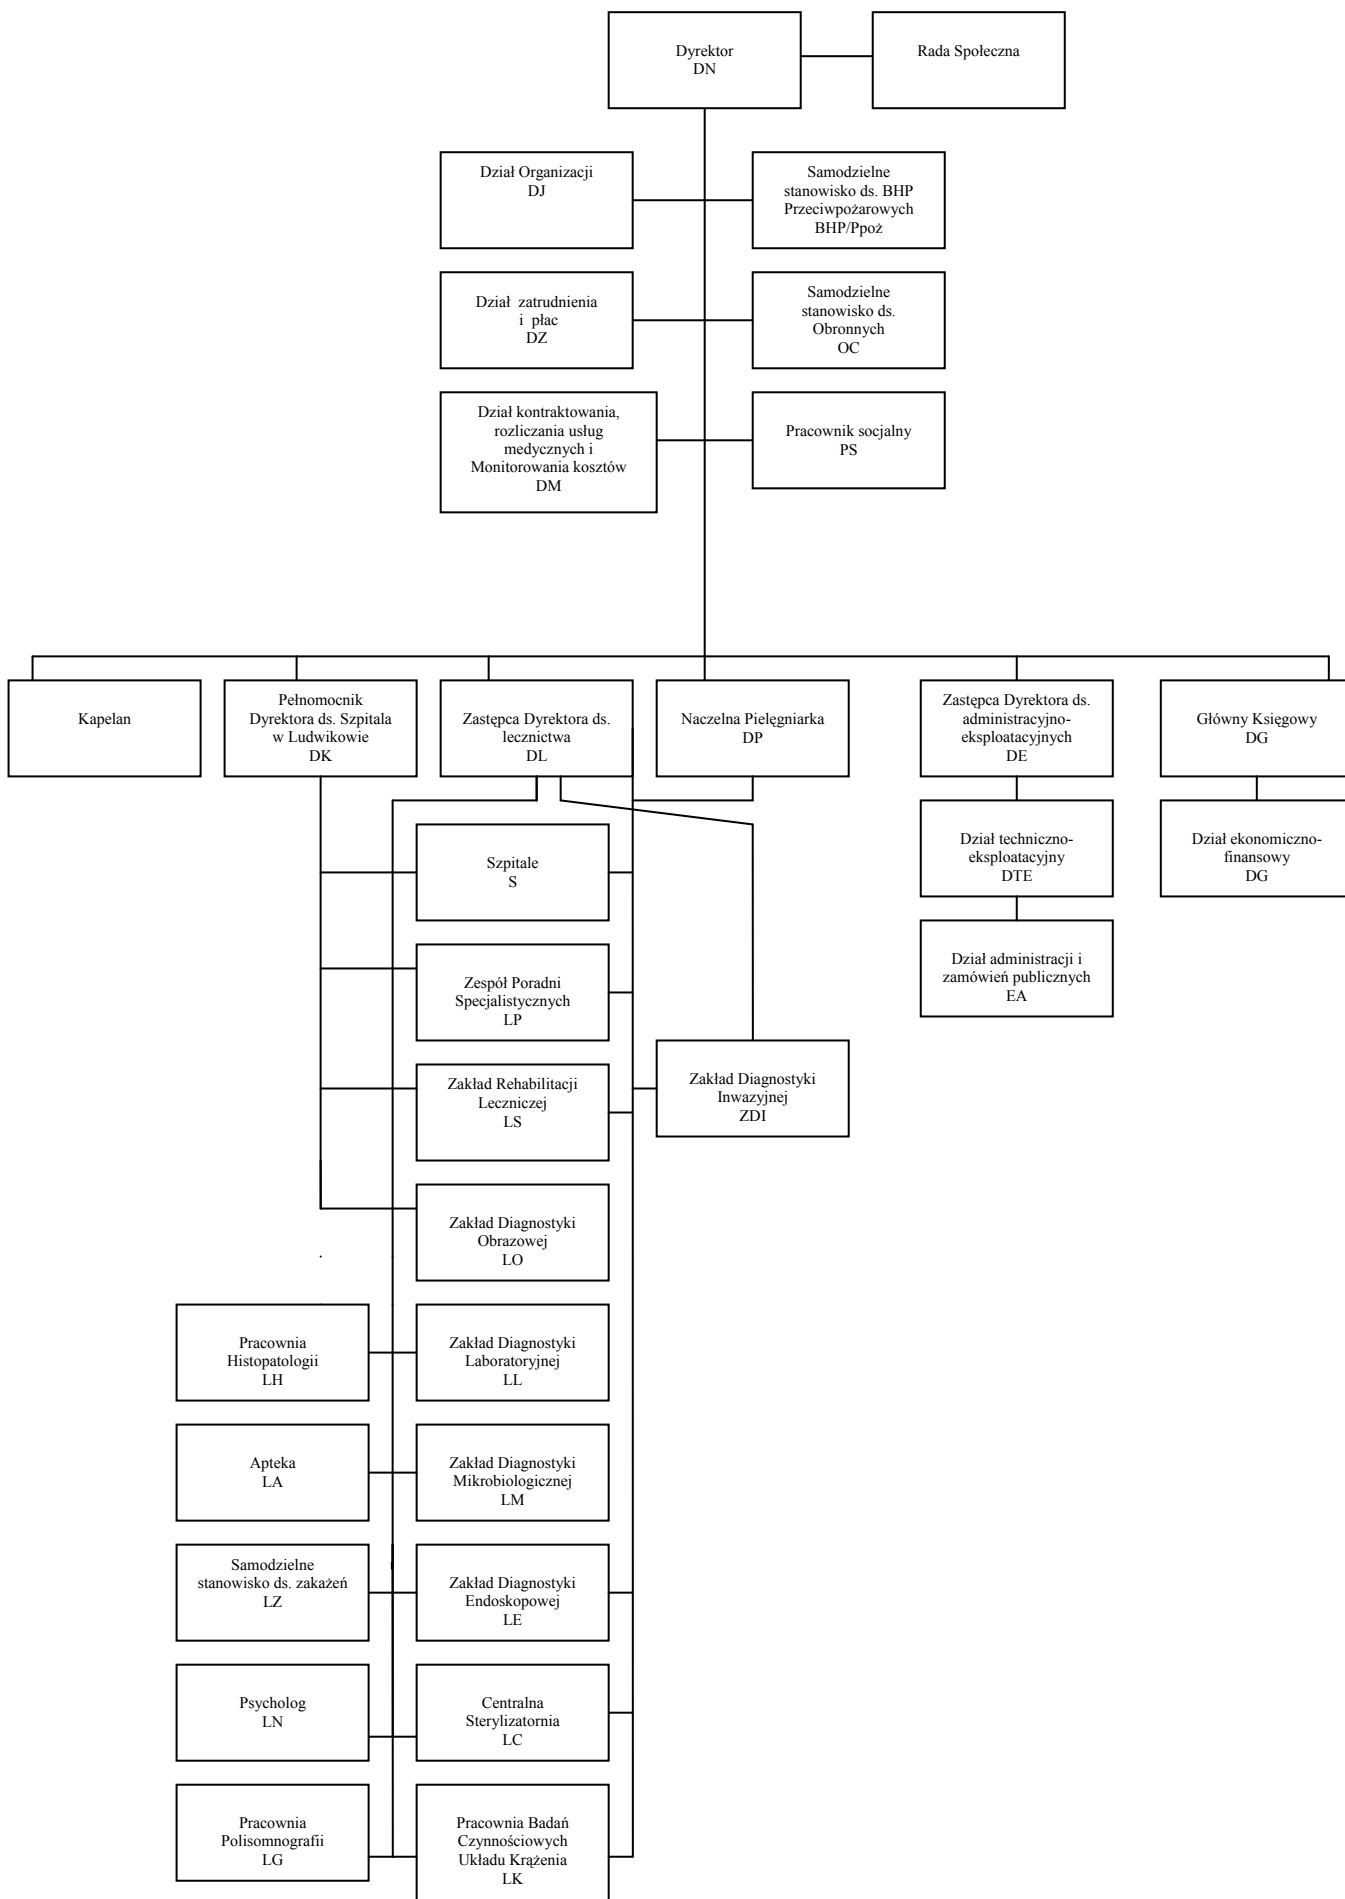 Dyrektor
DN
Rada Społeczna
Dział Organizacji
DJ
Samodzielne
stanowisko ds. BHP
Przeciwpożarowych
BHP/Ppoż
Dział zatrudnienia
i płac
DZ
Samodzielne
stanowisko ds.
Obronnych
OC
Dział kontraktowania,
rozliczania usług
medycznych i
Monitorowania kosztów
DM
Pracownik socjalny
PS
Kapelan
Pełnomocnik
Dyrektora ds. Szpitala
w Ludwikowie
DK
Zastępca Dyrektora ds.
lecznictwa
DL
Naczelna Pielęgniarka
DP
Zastępca Dyrektora ds.
administracyjno-
eksploatacyjnych
DE
Główny Księgowy
DG
Szpitale
S
Dział techniczno-
eksploatacyjny
DTE
Dział ekonomiczno-
finansowy
DG
Zespół Poradni
Specjalistycznych
LP
Dział administracji i
zamówień publicznych
EA
Zakład Rehabilitacji
Leczniczej
LS
Zakład Diagnostyki
Inwazyjnej
ZDI
Zakład Diagnostyki
Obrazowej
LO
Pracownia
Histopatologii
LH
Zakład Diagnostyki
Laboratoryjnej
LL
Apteka
LA
Zakład Diagnostyki
Mikrobiologicznej
LM
Samodzielne
stanowisko ds. zakażeń
LZ
Zakład Diagnostyki
Endoskopowej
LE
Psycholog
LN
Centralna
Sterylizatornia
LC
Pracownia
Polisomnografii
LG
Pracownia Badań
Czynnościowych
Układu Krążenia
LK